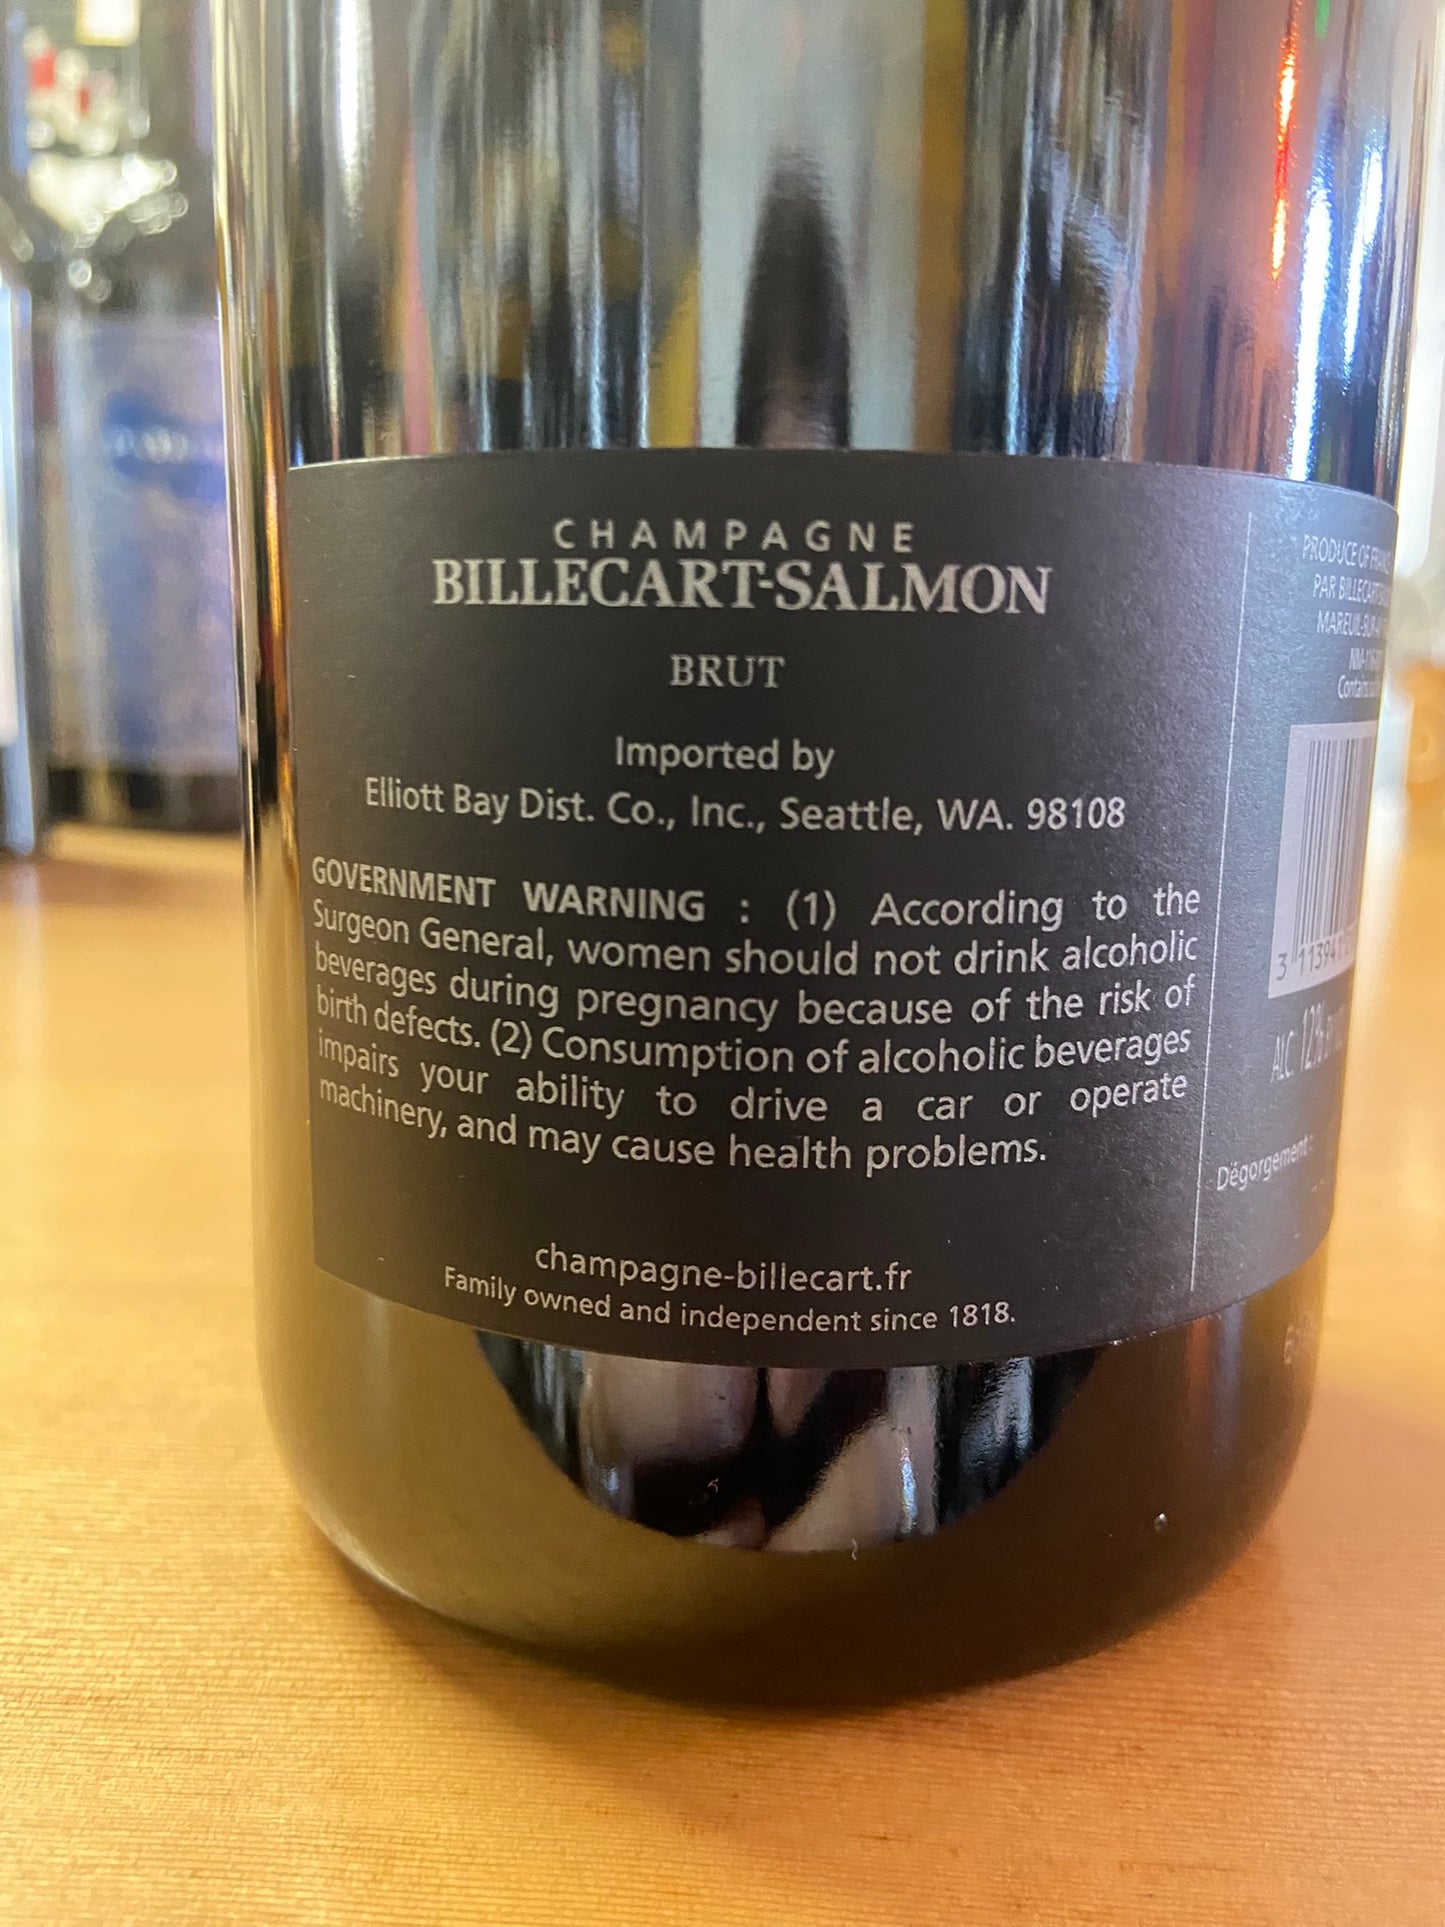 CHAMPAGNE
BILLECART-SALMON
BRUT
Imported by
Elliott Bay Dist. Co., Inc., Seattle, WA. 98108
GOVERNMENT WARNING : (1) According to the
Surgeon General, women should not drink alcoholic
beverages during pregnancy because of the risk of
birth defects. (2) Consumption of alcoholic beverages
impairs your ability to drive a car or operate
machinery, and may cause health problems.
champagne-billecart.fr
Family owned and independent since 1818.
PRODUCE OF
PAR
ALC. 12%
Dégorgement :